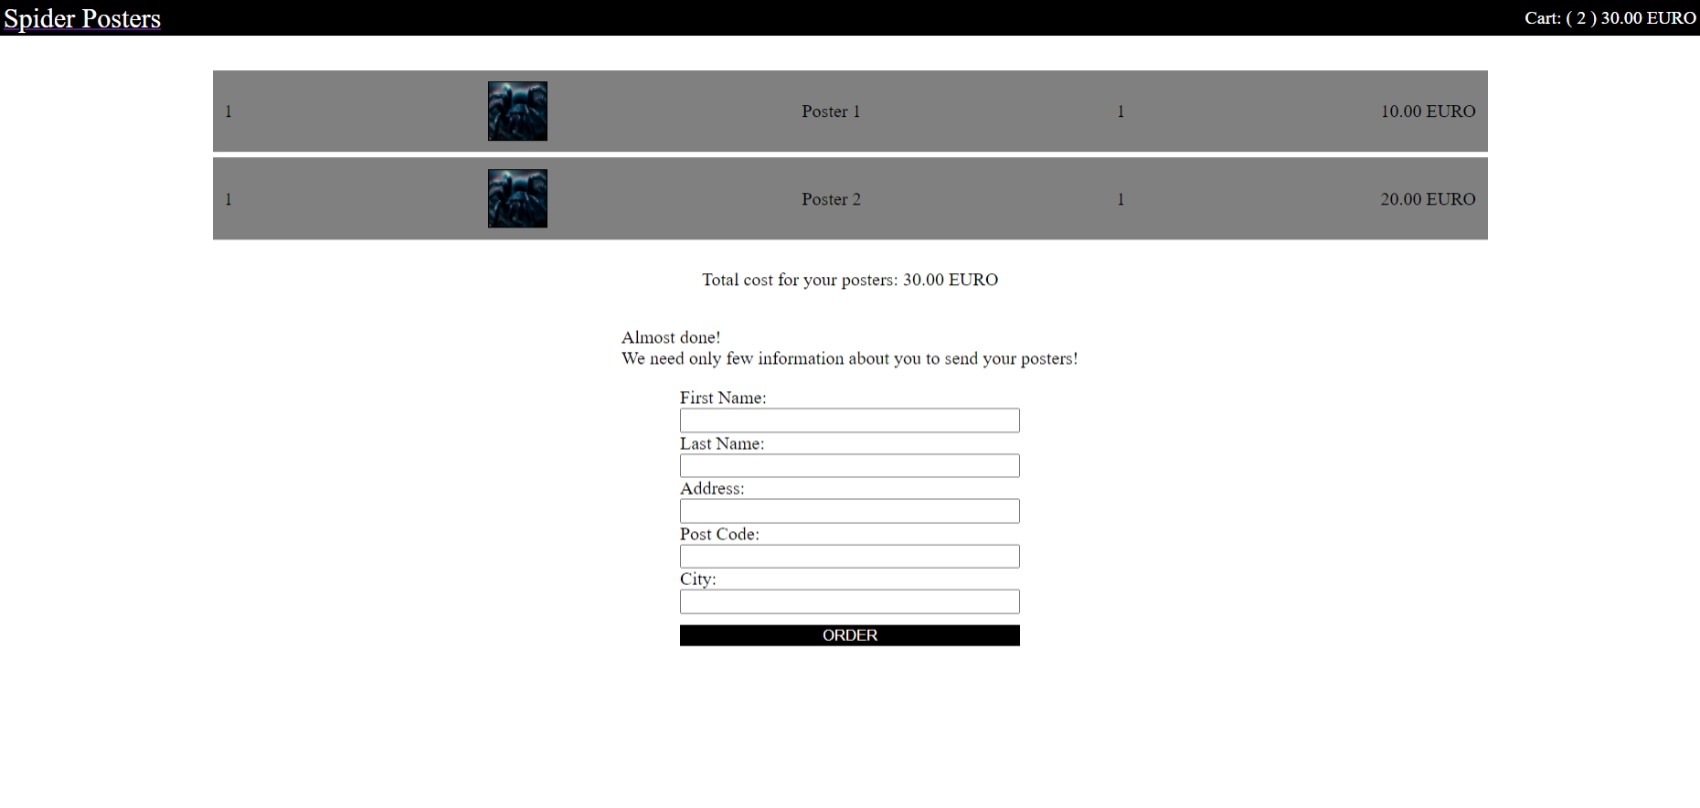 Spider Posters Cart: ( 2 ) 30.00 EURO
1 Poster 1 1 10.00 EURO
1 Poster 2 1 20.00 EURO
Total cost for your posters: 30.00 EURO
Almost done!
We need only few information about you to send your posters!
First Name:
Last Name:
Address:
Post Code:
City:
ORDER